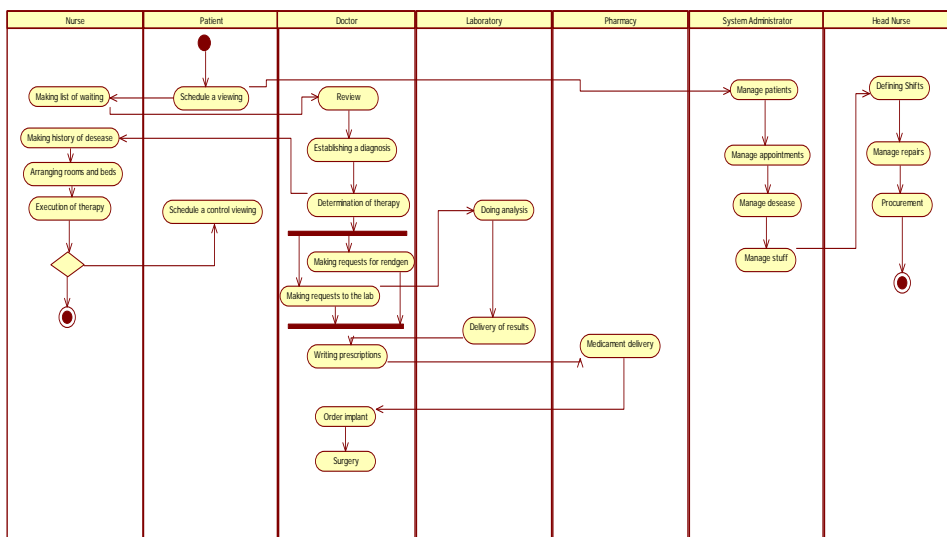 Nurse
Patient
Doctor
Laboratory
Pharmacy
System Administrator
Head Nurse
Making list of waiting
Schedule a viewing
Review
Manage patients
Defining Shifts
Making history of desease
Establishing a diagnosis
Manage appointments
Manage repairs
Arranging rooms and beds
Execution of therapy
Schedule a control viewing
Determination of therapy
Doing analysis
Manage desease
Procurement
Making requests for rendgen
Manage stuff
Making requests to the lab
Delivery of results
Writing prescriptions
Medicament delivery
Order implant
Surgery